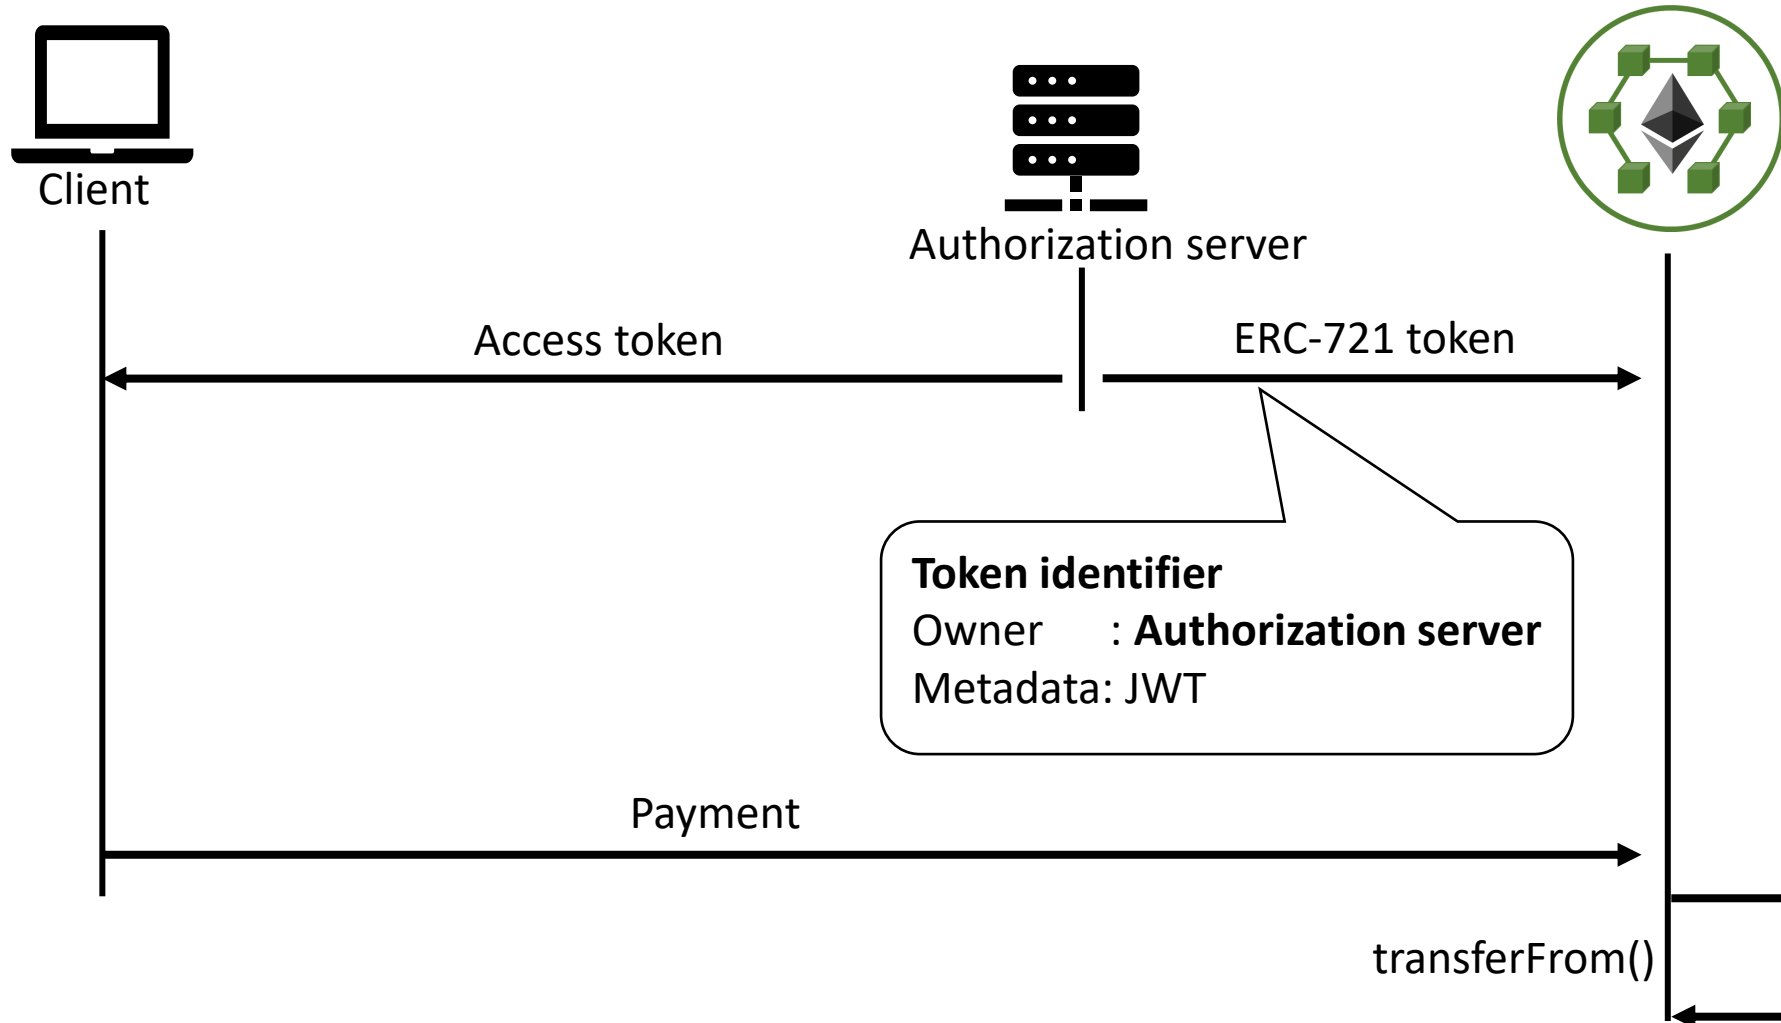 Client
Authorization server
Access token
ERC-721 token
Token identifier
Owner : Authorization server
Metadata: JWT
Payment
transferFrom()